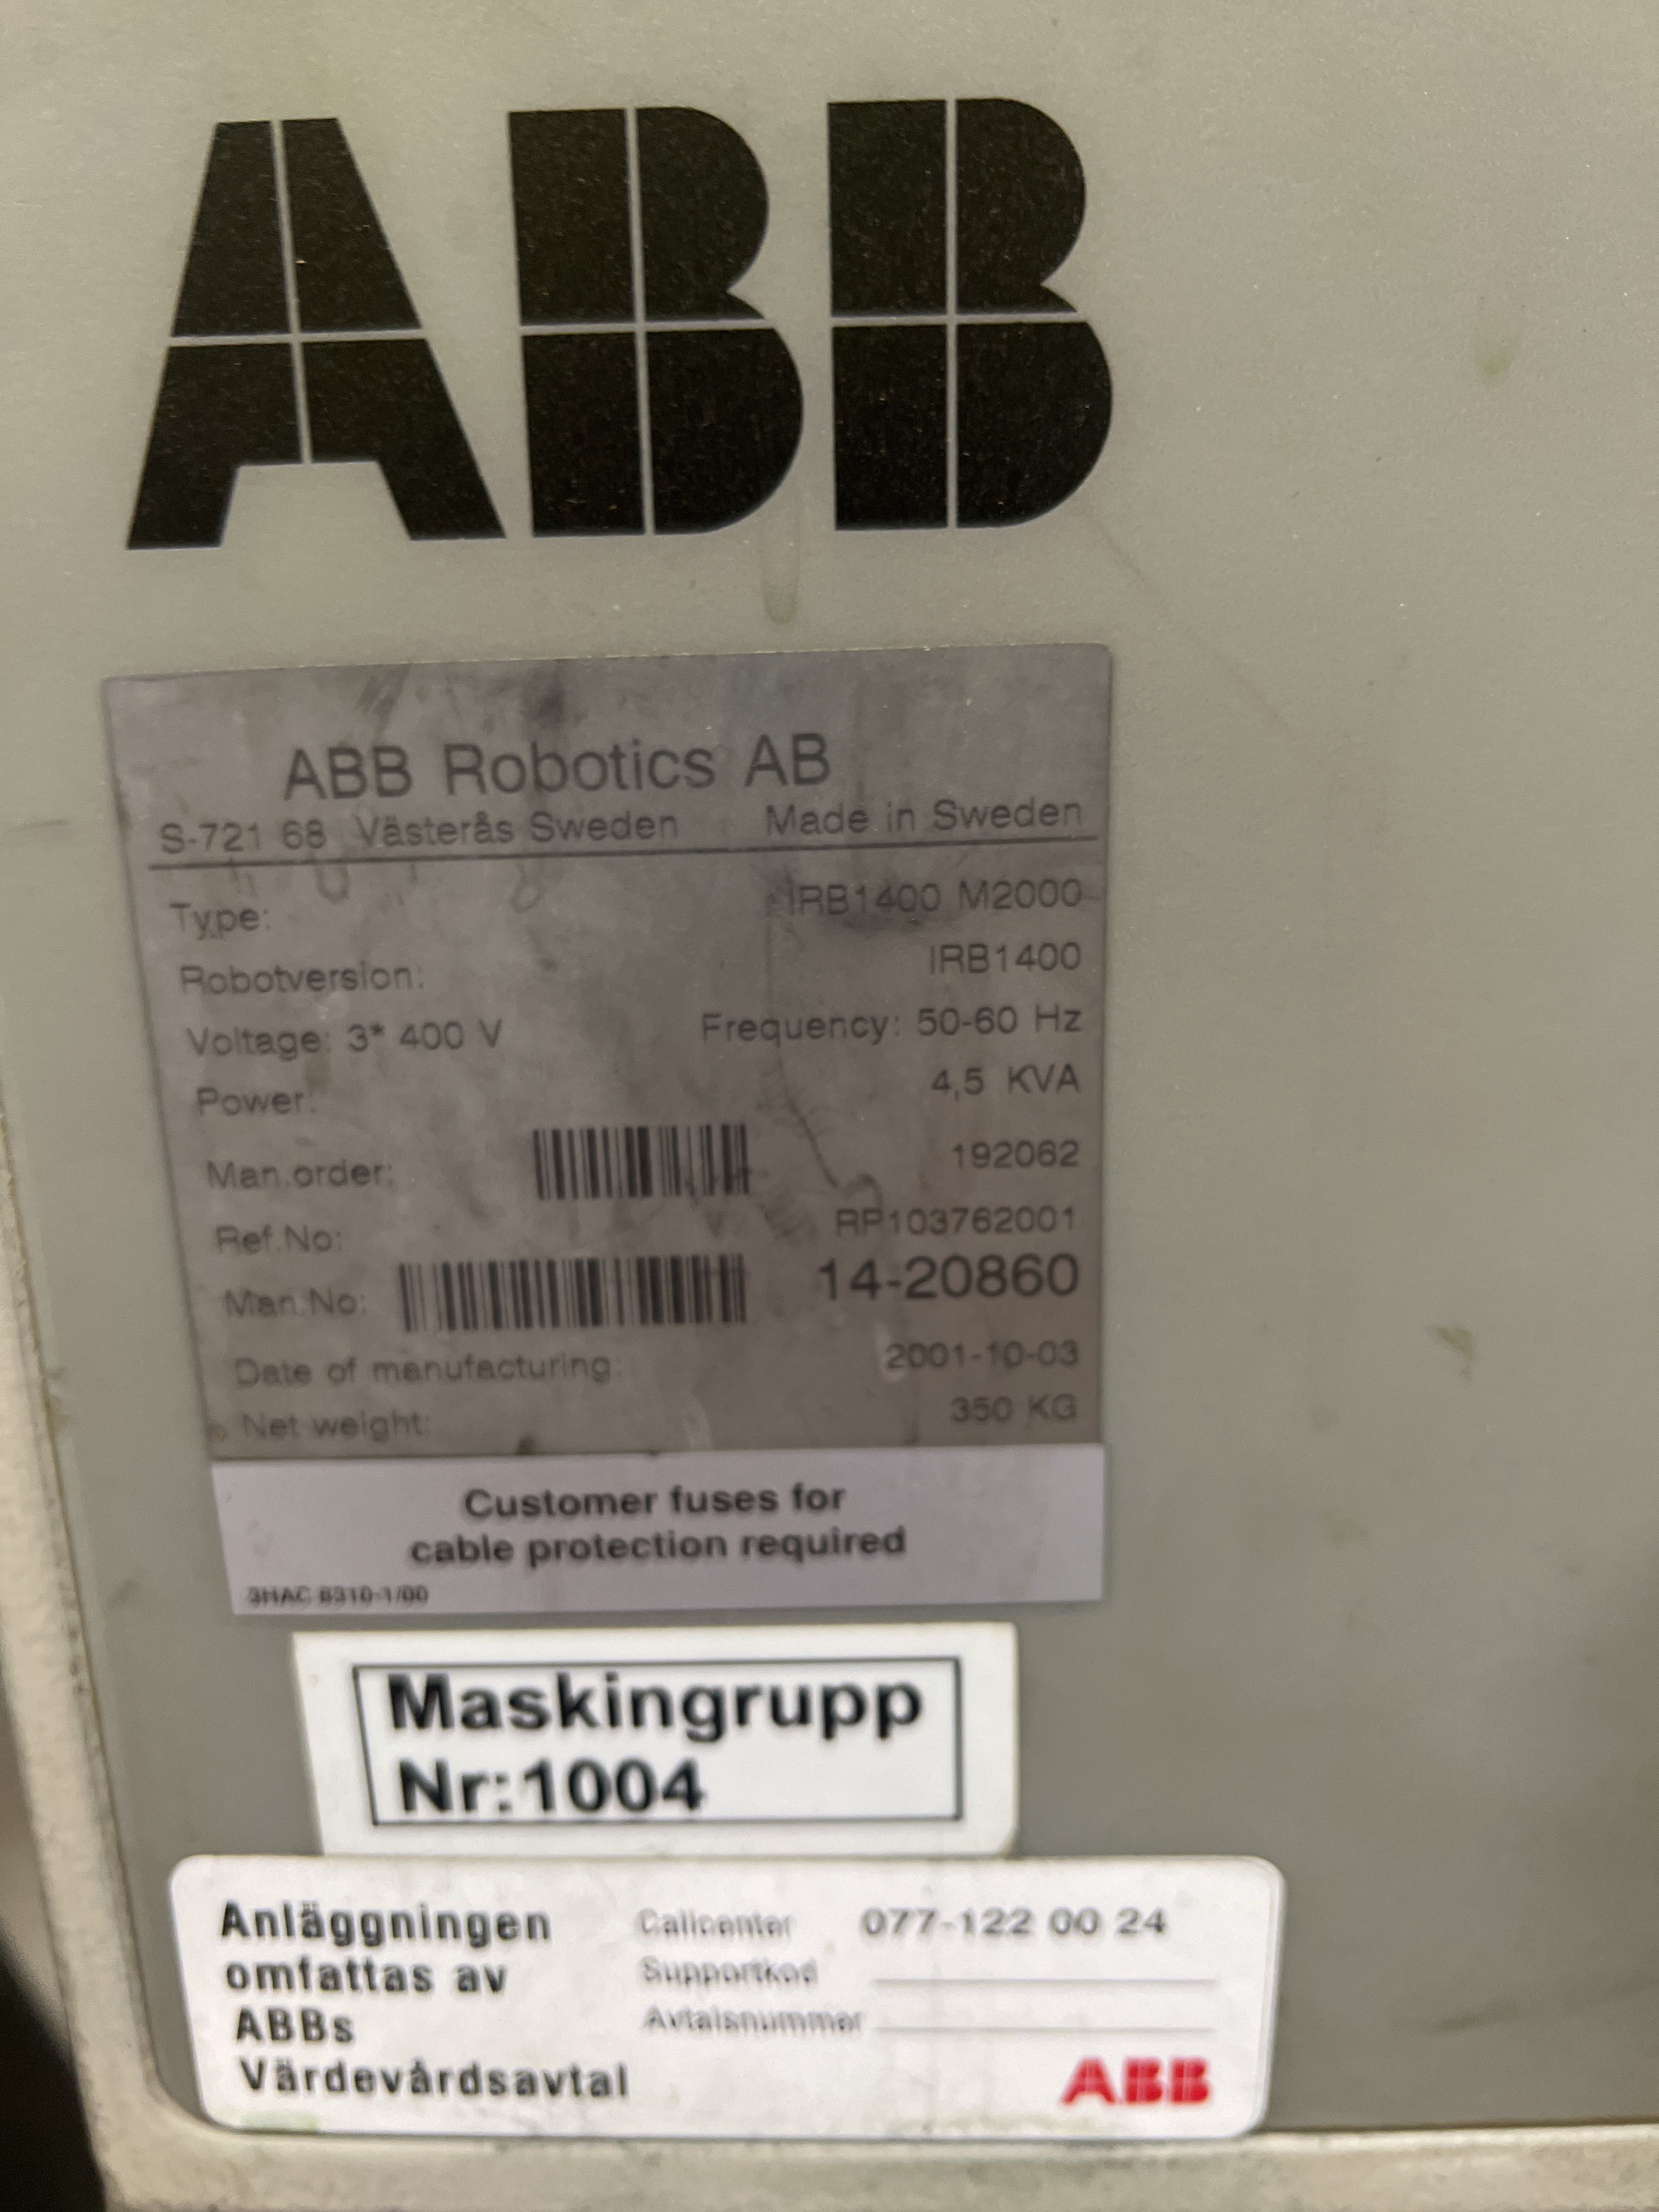 ABB
ABB Robotics AB
S-721 68 Västerås Sweden Made in Sweden
Type: IRB1400 M2000
Robotversion: IRB1400
Voltage: 3* 400 V Frequency: 50-60 Hz
Power: 4,5 KVA
Man.order: 192062
Ref.No: RP103762001
Man.No: 14-20860
Date of manufacturing: 2001-10-03
Net weight: 350 KG
Customer fuses for
cable protection required
3HAC 8310-1/00
Maskingrupp
Nr:1004
Anläggningen Callcenter 077-122 00 24
omfattas av Supportkod
ABBs Avtalsnummer
Värdevårdsavtal ABB